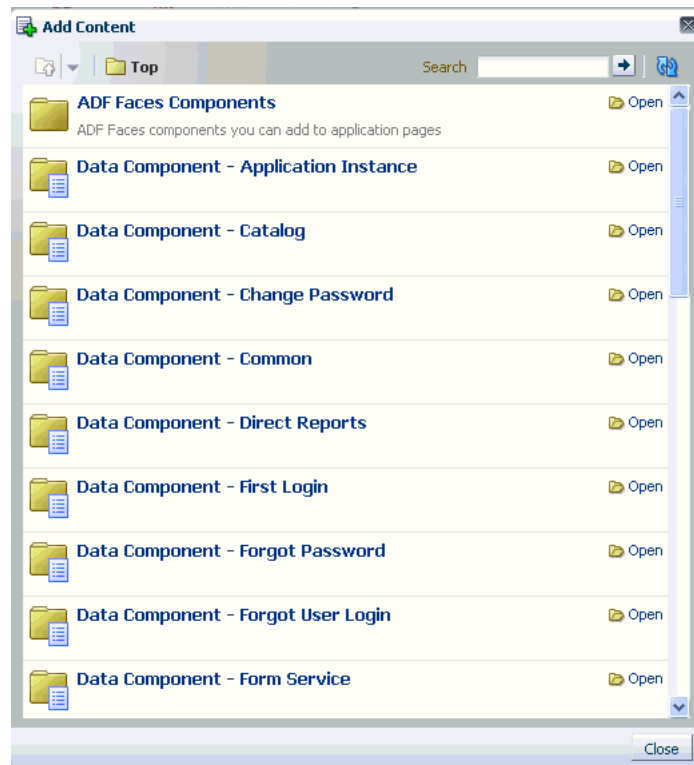 Add Content
Top
Search
ADF Faces Components
Open
ADF Faces components you can add to application pages
Data Component - Application Instance
Open
Data Component - Catalog
Open
Data Component - Change Password
Open
Data Component - Common
Open
Data Component - Direct Reports
Open
Data Component - First Login
Open
Data Component - Forgot Password
Open
Data Component - Forgot User Login
Open
Data Component - Form Service
Open
Close